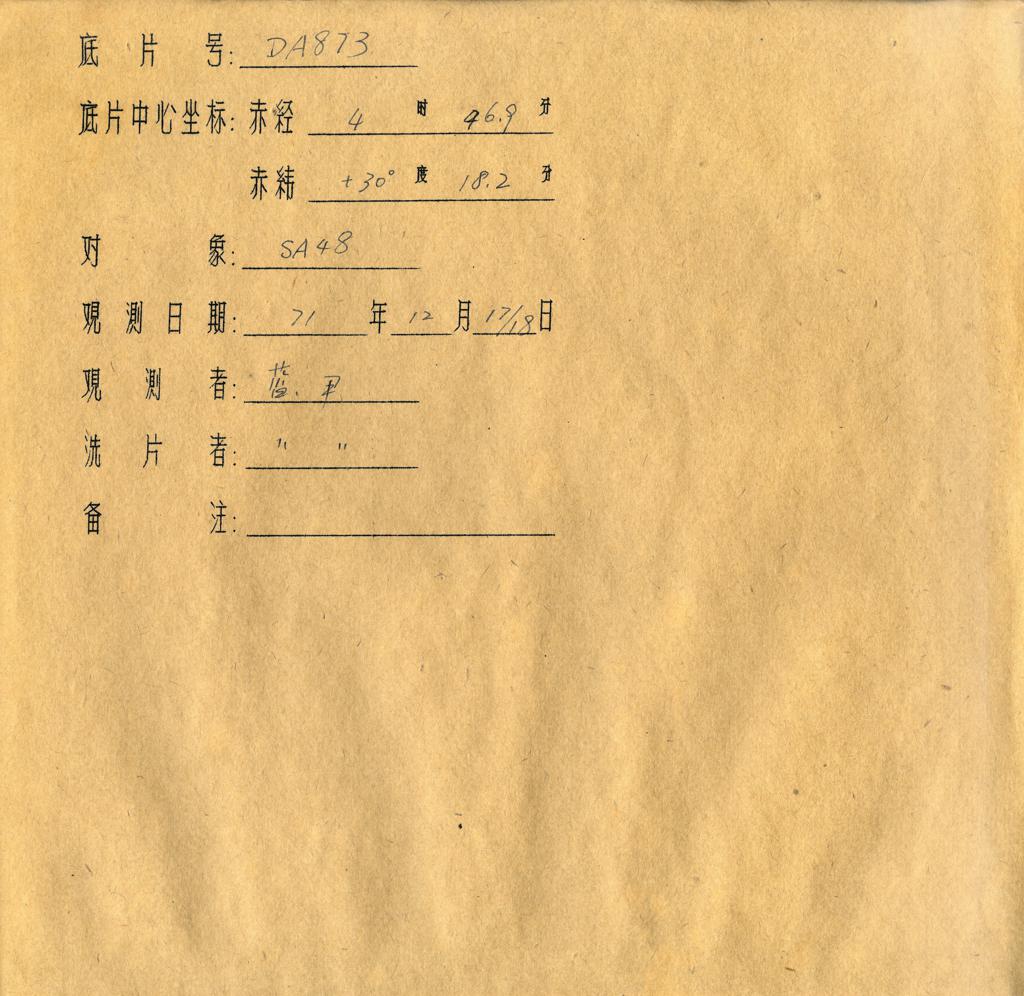 底片号: DA873
底片中心坐标: 赤经 4 时 46.9 分
赤纬 +30° 度 18.2 分
对象: SA48
观测日期: 71 年 12 月 17/18 日
观测者: 蓝、
洗片者: " "
备注: